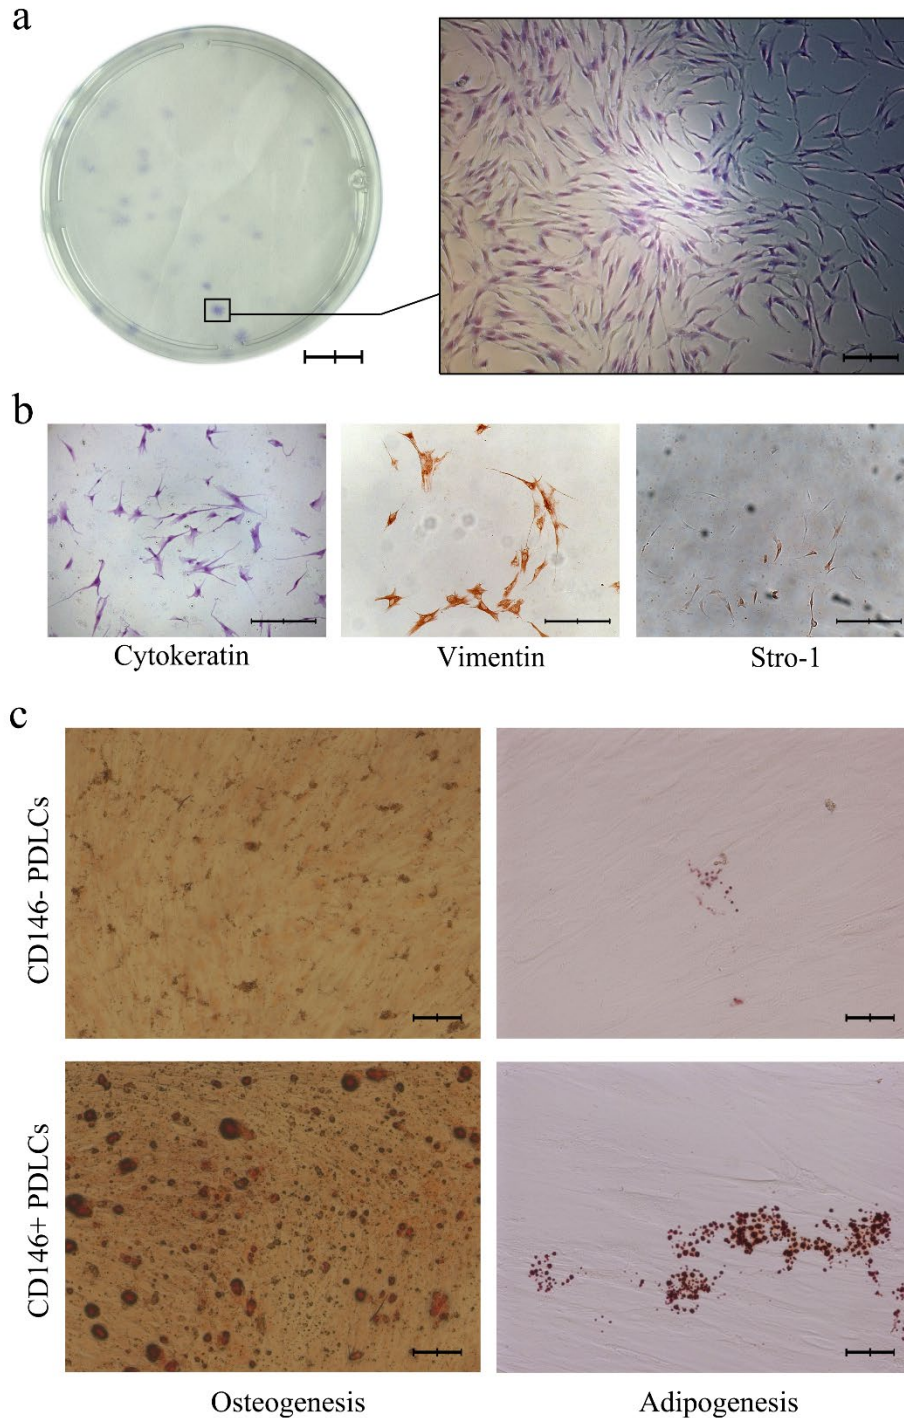 a
b
Cytokeratin
Vimentin
Stro-1
c
CD146- PDLCs
CD146+ PDLCs
Osteogenesis
Adipogenesis